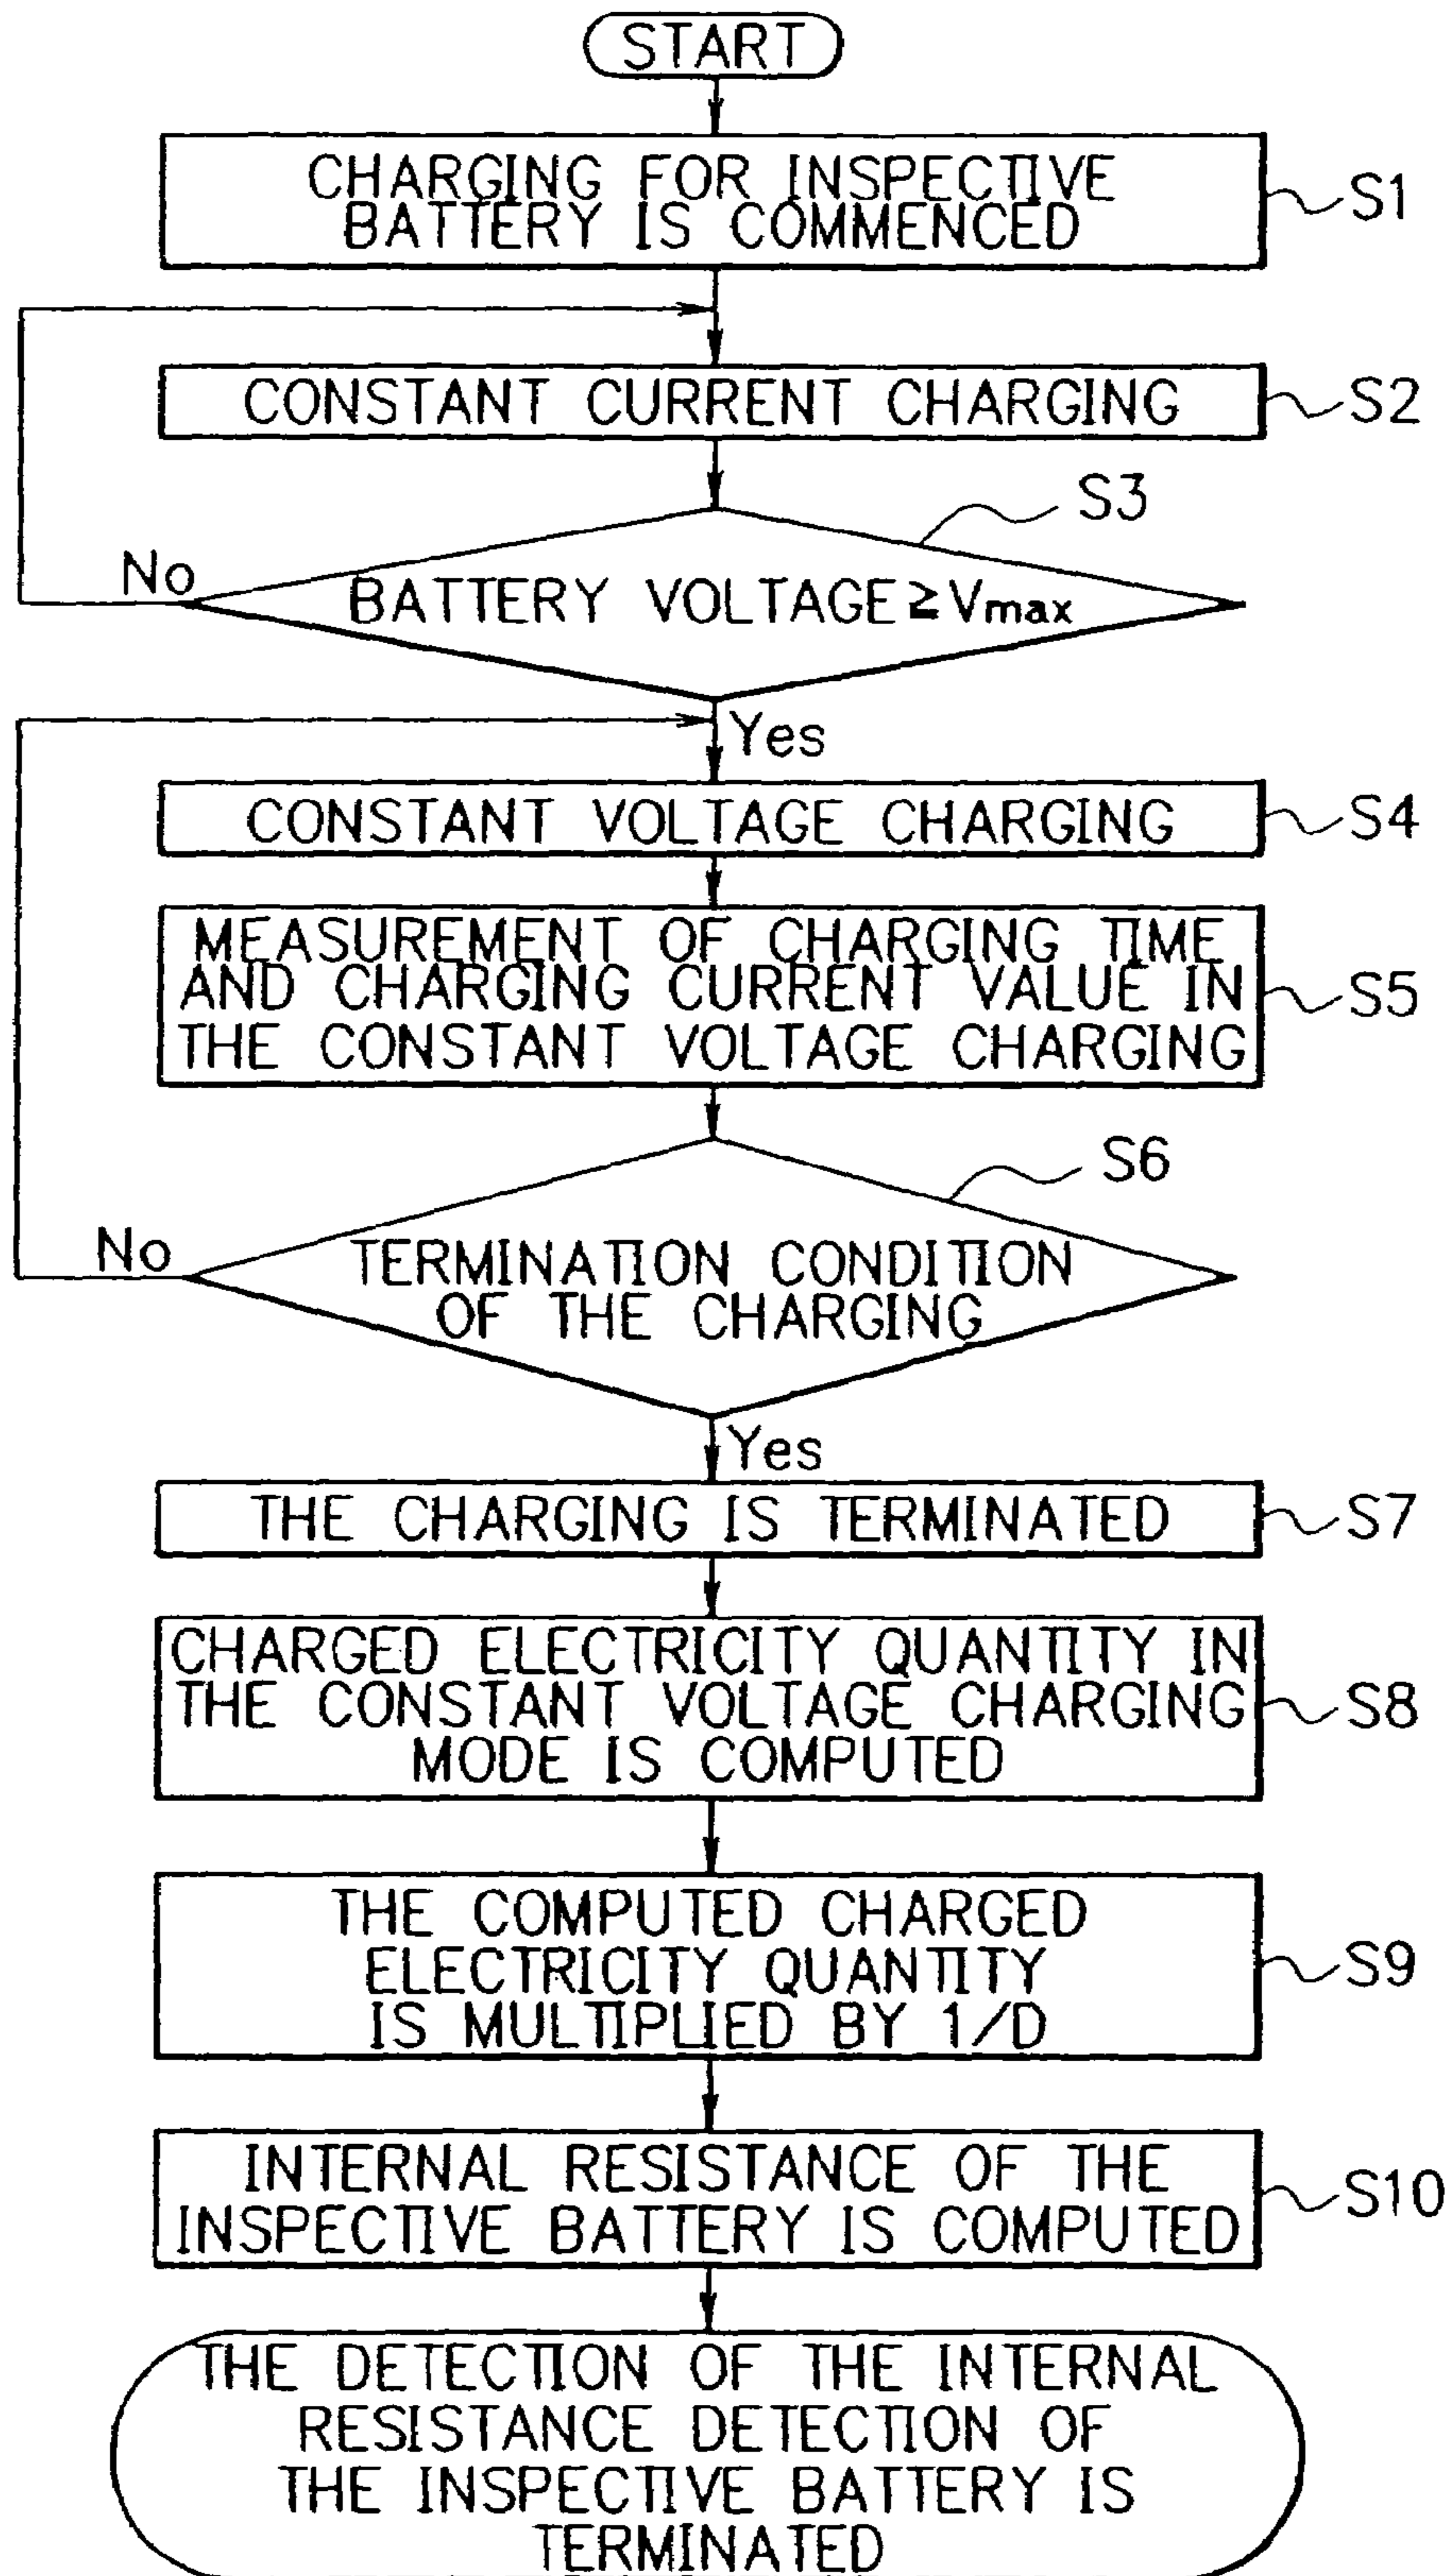 START
CHARGING FOR INSPECTIVE
BATTERY IS COMMENCED
S1
CONSTANT CURRENT CHARGING
S2
S3
No
BATTERY VOLTAGE≧Vmax
Yes
CONSTANT VOLTAGE CHARGING
S4
MEASUREMENT OF CHARGING TIME
AND CHARGING CURRENT VALUE IN
THE CONSTANT VOLTAGE CHARGING
S5
S6
No
TERMINATION CONDITION
OF THE CHARGING
Yes
THE CHARGING IS TERMINATED
S7
CHARGED ELECTRICITY QUANTITY IN
THE CONSTANT VOLTAGE CHARGING
MODE IS COMPUTED
S8
THE COMPUTED CHARGED
ELECTRICITY QUANTITY
IS MULTIPLIED BY 1/D
S9
INTERNAL RESISTANCE OF THE
INSPECTIVE BATTERY IS COMPUTED
S10
THE DETECTION OF THE INTERNAL
RESISTANCE DETECTION OF
THE INSPECTIVE BATTERY IS
TERMINATED